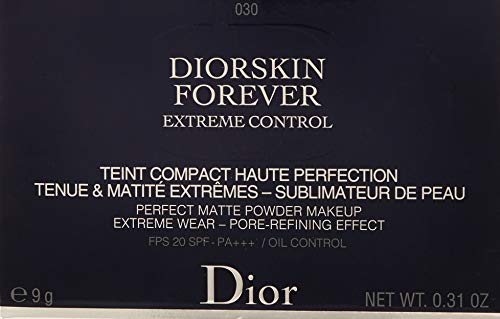 030
DIORSKIN
FOREVER
EXTREME CONTROL
TEINT COMPACT HAUTE PERFECTION
TENUE & MATITÉ EXTRÊMES – SUBLIMATEUR DE PEAU
PERFECT MATTE POWDER MAKEUP
EXTREME WEAR – PORE-REFINING EFFECT
FPS 20 SPF - PA+++ / OIL CONTROL
℮ 9 g Dior NET WT. 0.31 OZ